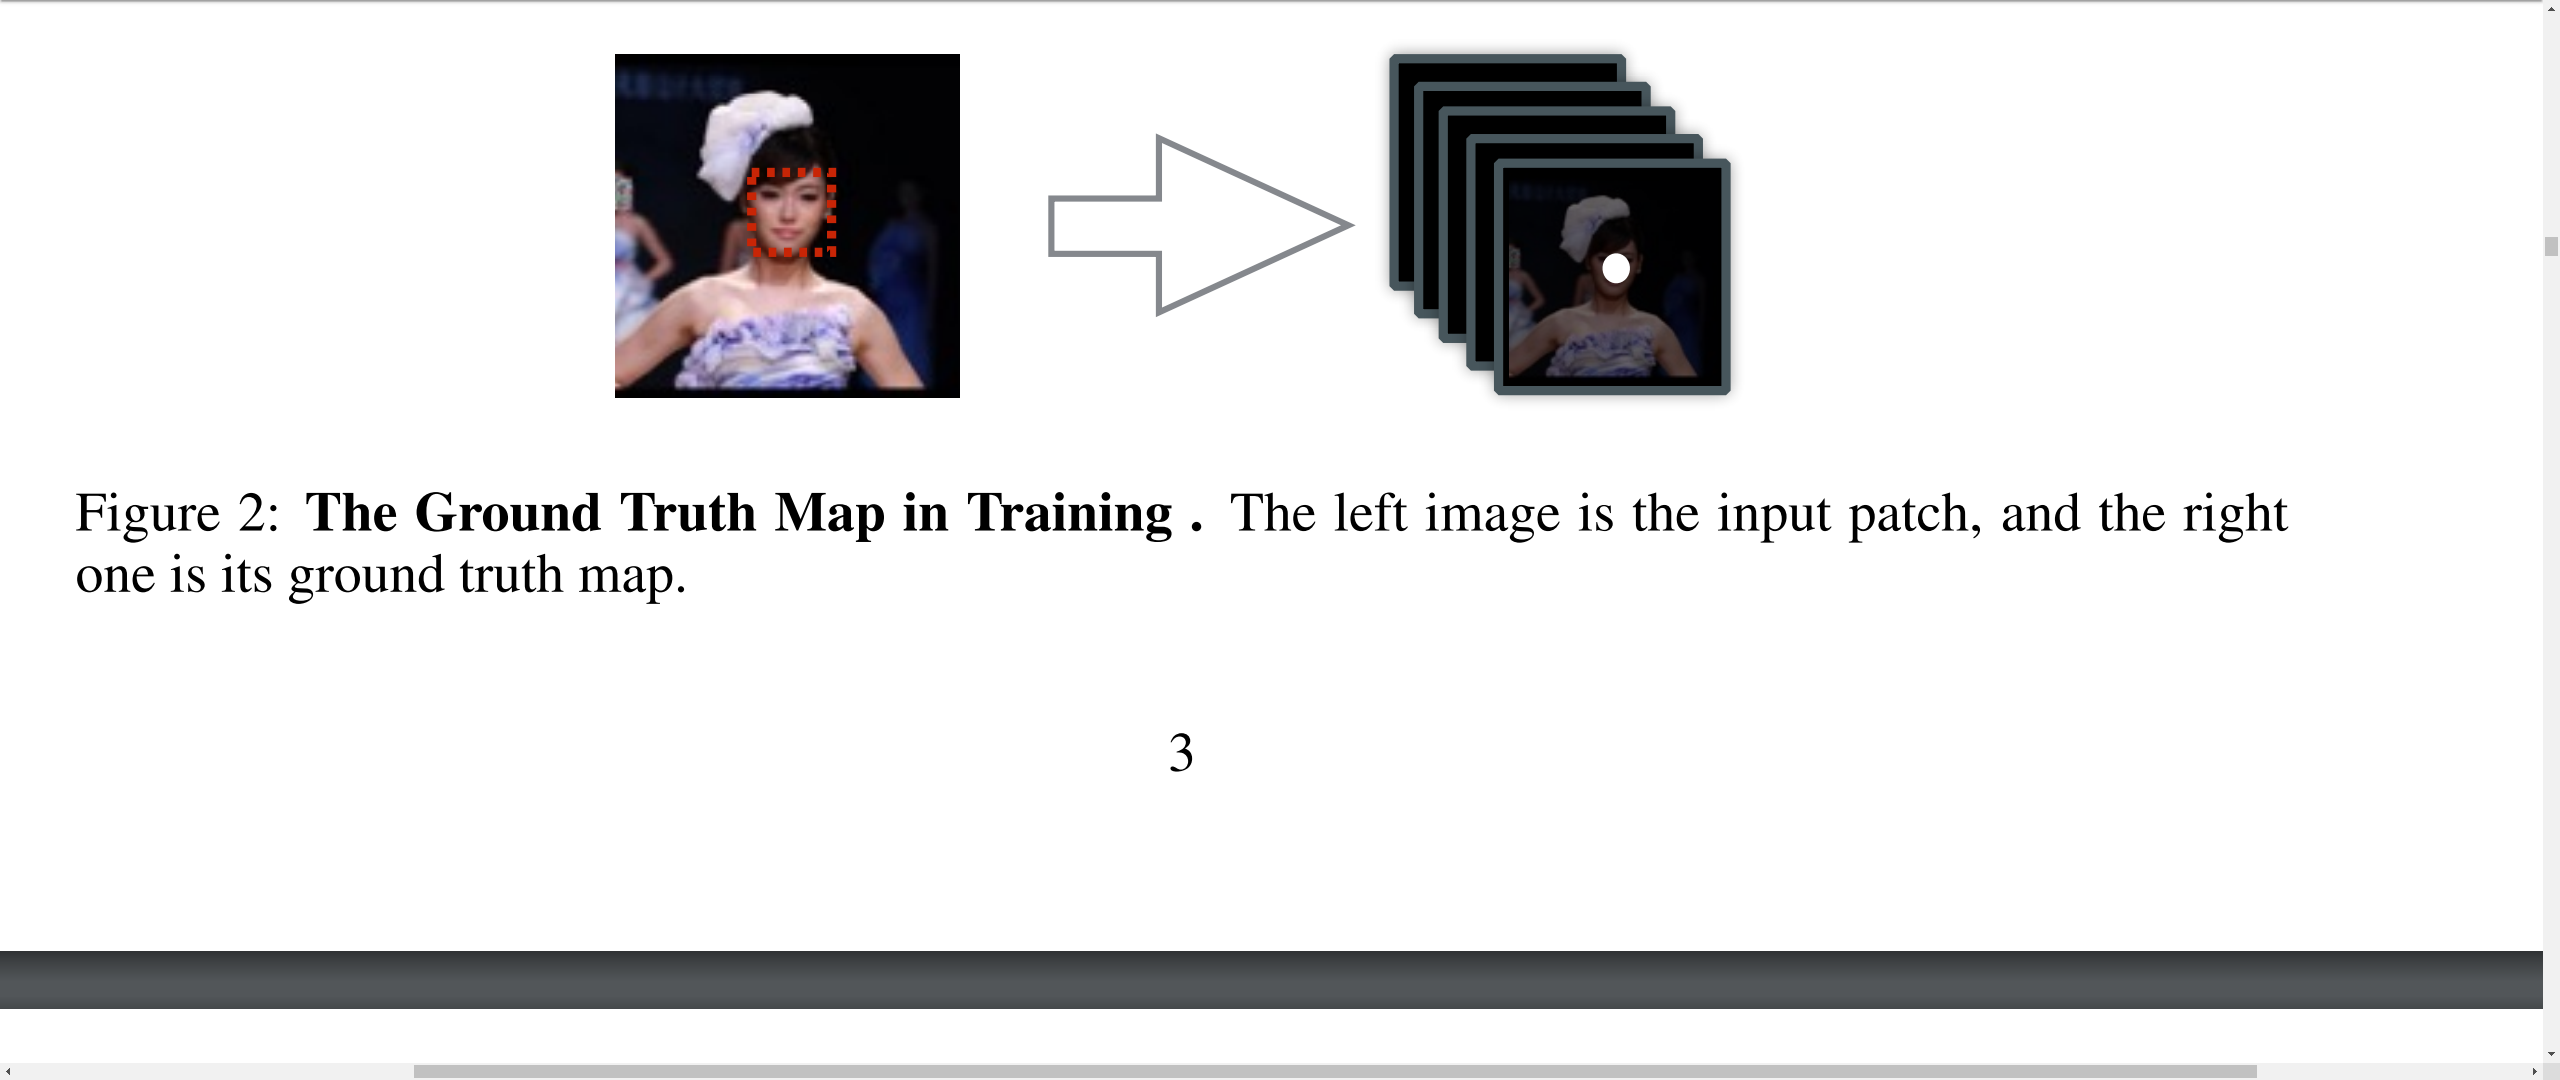 Figure 2: The Ground Truth Map in Training . The left image is the input patch, and the right
one is its ground truth map.
3